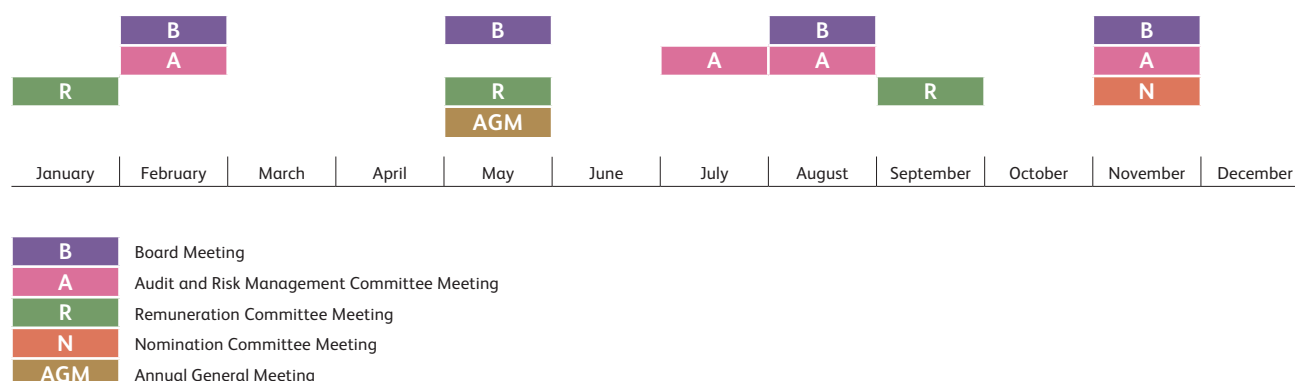 B B B B
A A A A
R R R N
AGM
January February March April May June July August September October November December
B Board Meeting
A Audit and Risk Management Committee Meeting
R Remuneration Committee Meeting
N Nomination Committee Meeting
AGM Annual General Meeting